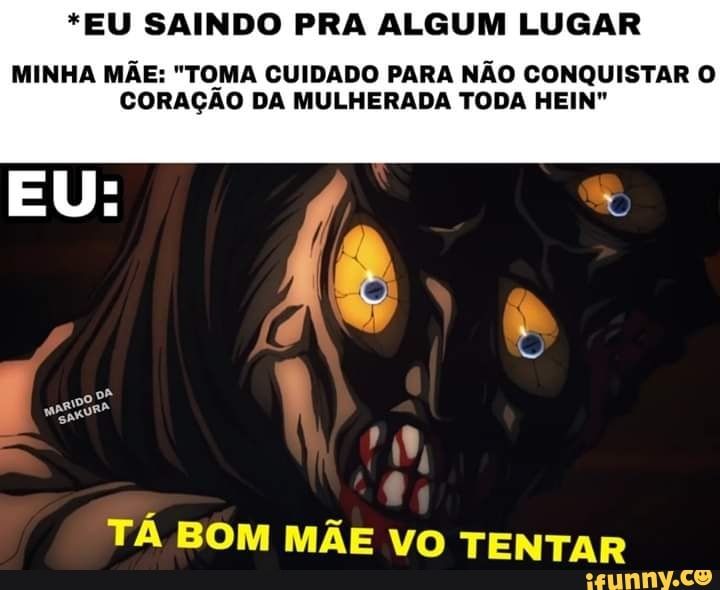 *EU SAINDO PRA ALGUM LUGAR
MINHA MÃE: "TOMA CUIDADO PARA NÃO CONQUISTAR O
CORAÇÃO DA MULHERADA TODA HEIN"
EU:
MARIDO DA
SAKURA
TÁ BOM MÃE VO TENTAR
ifunny.co